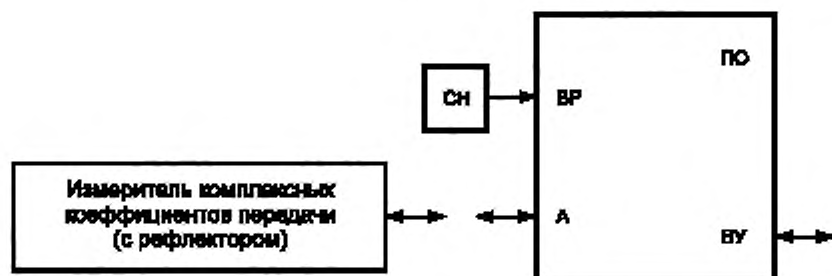 ПО
СН
ВР
Измеритель комплексных
коэффициентов передачи
(с рефлектором)
А
ВУ